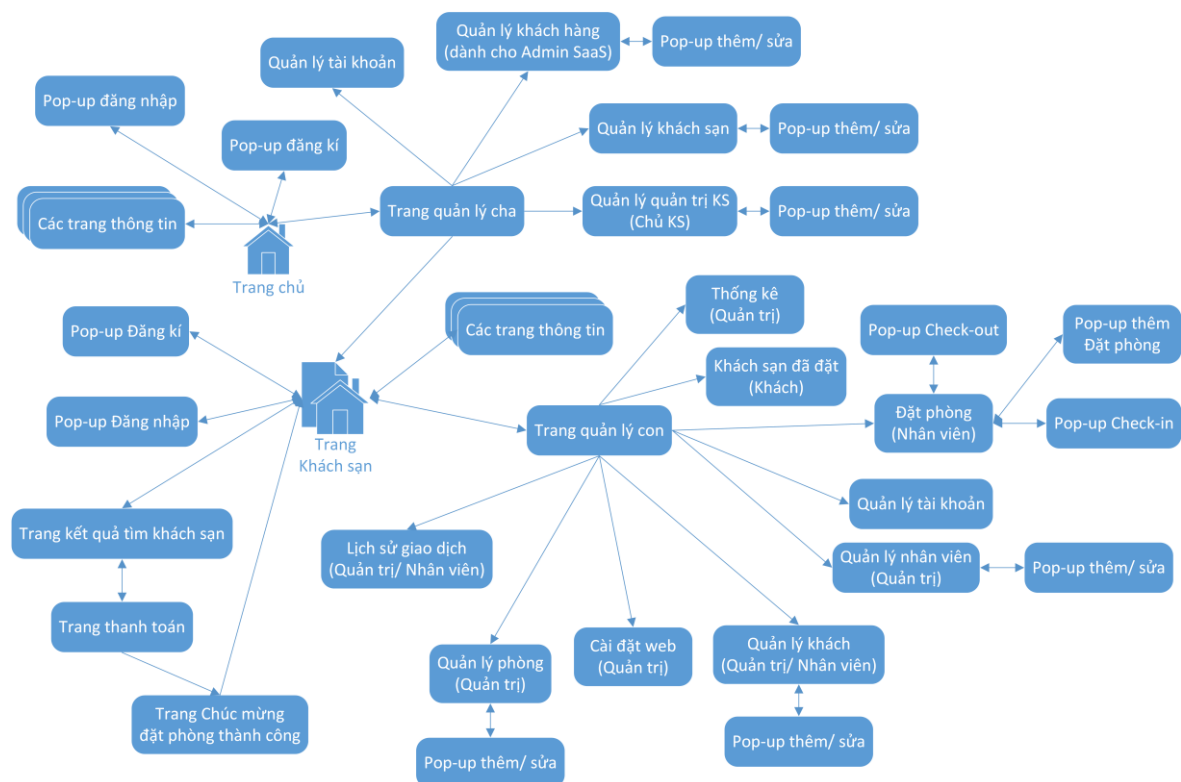 Quản lý khách hàng
(dành cho Admin SaaS)
Pop-up thêm/ sửa
Quản lý tài khoản
Pop-up đăng nhập
Pop-up đăng kí
Quản lý khách sạn
Pop-up thêm/ sửa
Các trang thông tin
Trang quản lý cha
Quản lý quản trị KS
(Chủ KS)
Pop-up thêm/ sửa
Trang chủ
Thống kê
(Quản trị)
Pop-up Đăng kí
Các trang thông tin
Pop-up Check-out
Pop-up thêm
Đặt phòng
Khách sạn đã đặt
(Khách)
Pop-up Đăng nhập
Trang
Khách sạn
Trang quản lý con
Đặt phòng
(Nhân viên)
Pop-up Check-in
Quản lý tài khoản
Trang kết quả tìm khách sạn
Lịch sử giao dịch
(Quản trị/ Nhân viên)
Quản lý nhân viên
(Quản trị)
Pop-up thêm/ sửa
Trang thanh toán
Quản lý phòng
(Quản trị)
Cài đặt web
(Quản trị)
Quản lý khách
(Quản trị/ Nhân viên)
Trang Chúc mừng
đặt phòng thành công
Pop-up thêm/ sửa
Pop-up thêm/ sửa